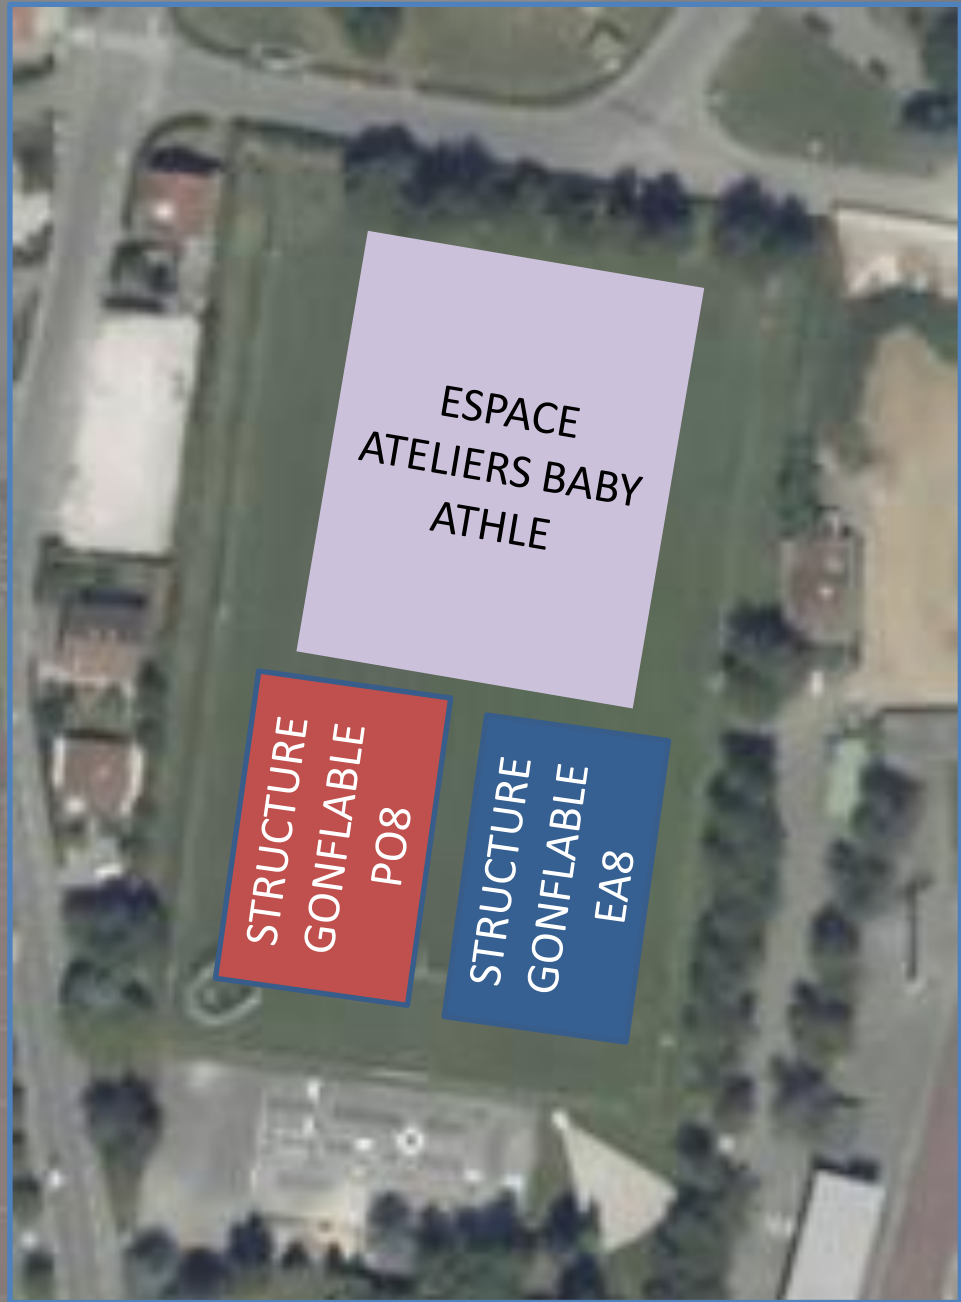 ESPACE
ATELIERS BABY
ATHLE
STRUCTURE
GONFLABLE
PO8
STRUCTURE
GONFLABLE
EA8